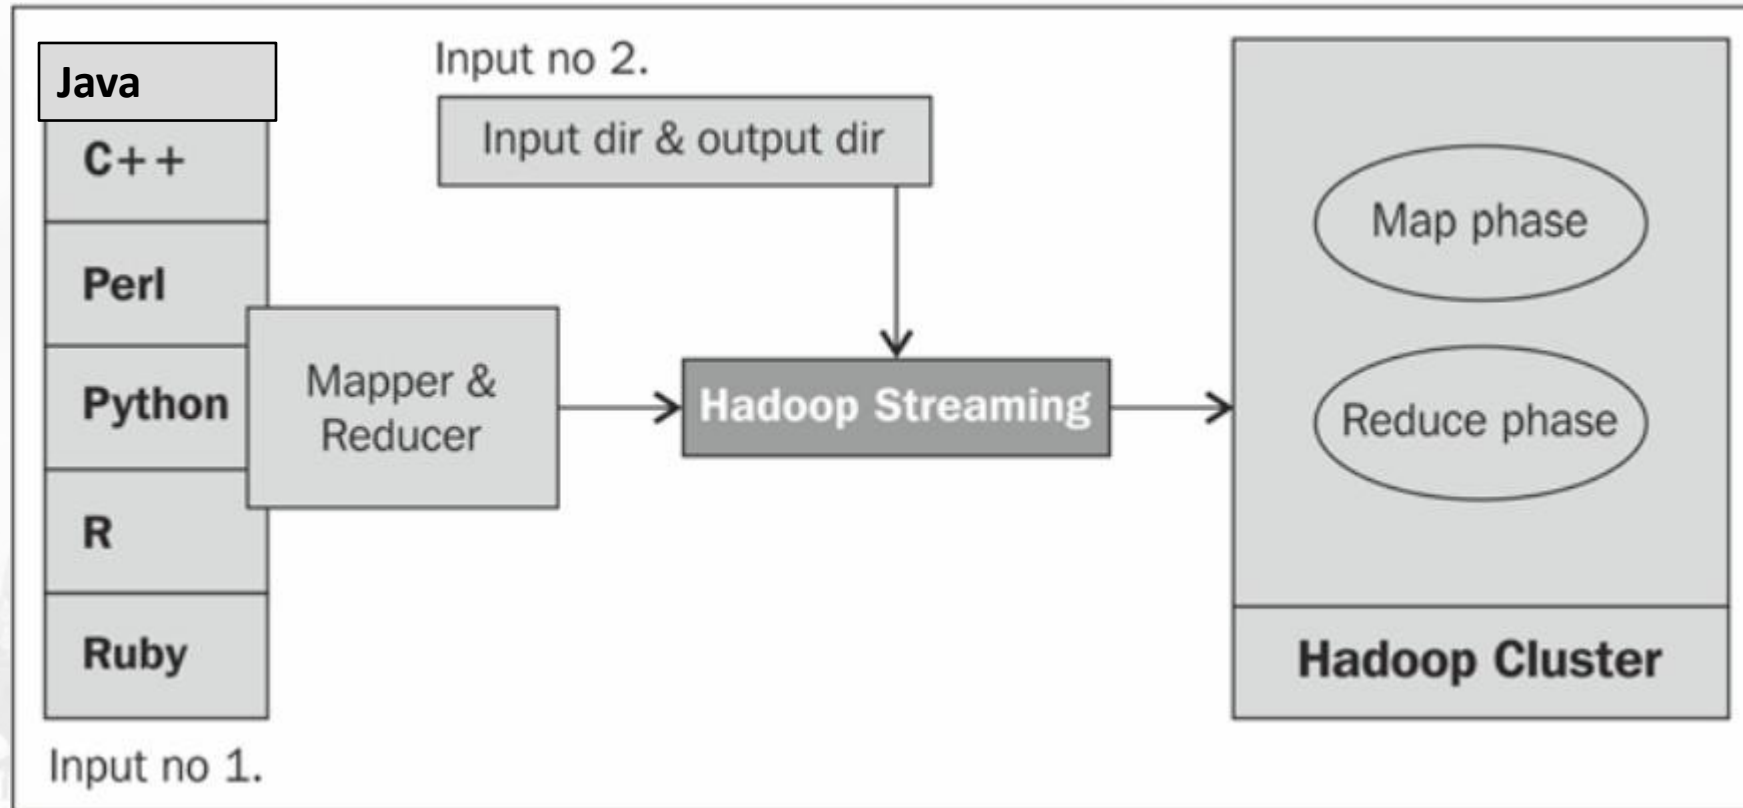 Java
C++
Perl
Python
R
Ruby
Input no 1.
Mapper &
Reducer
Input no 2.
Input dir & output dir
Hadoop Streaming
Map phase
Reduce phase
Hadoop Cluster